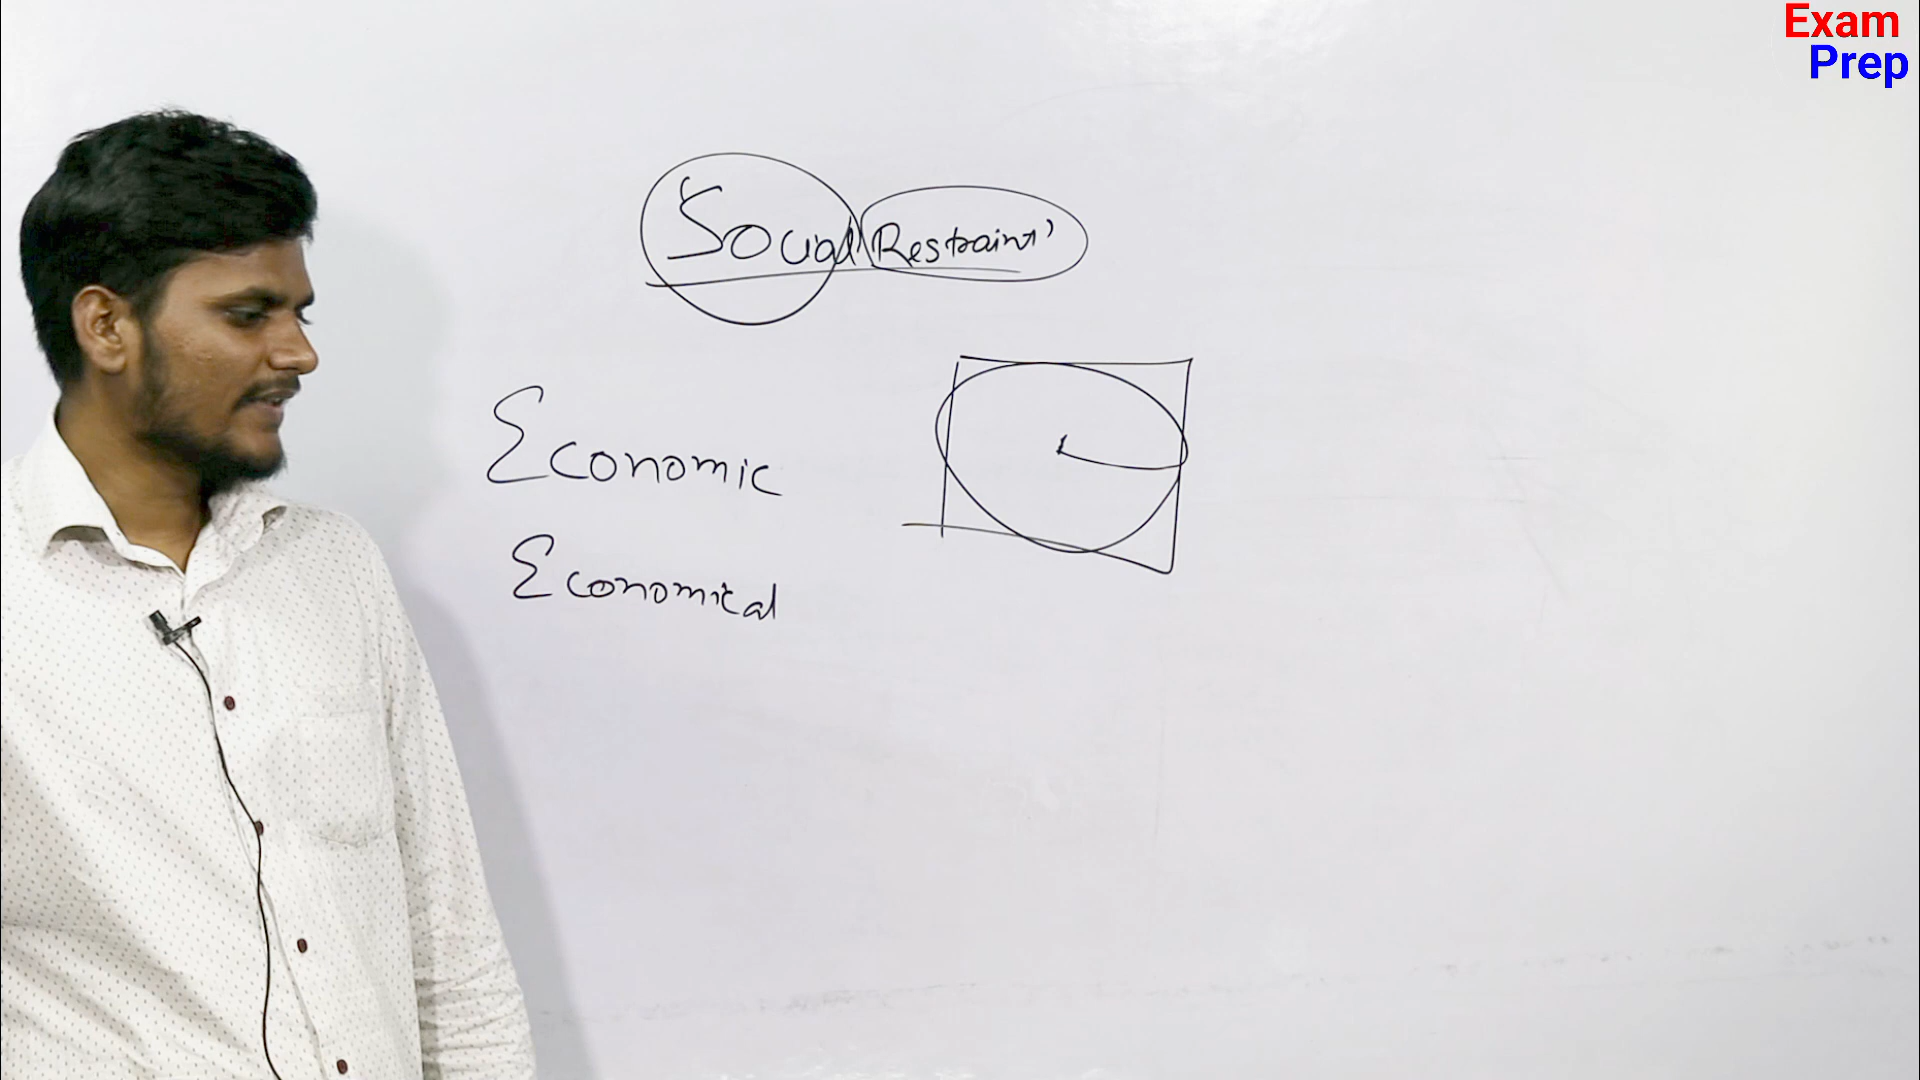 Exam
Prep
Social Restraint'
Economic
Economical